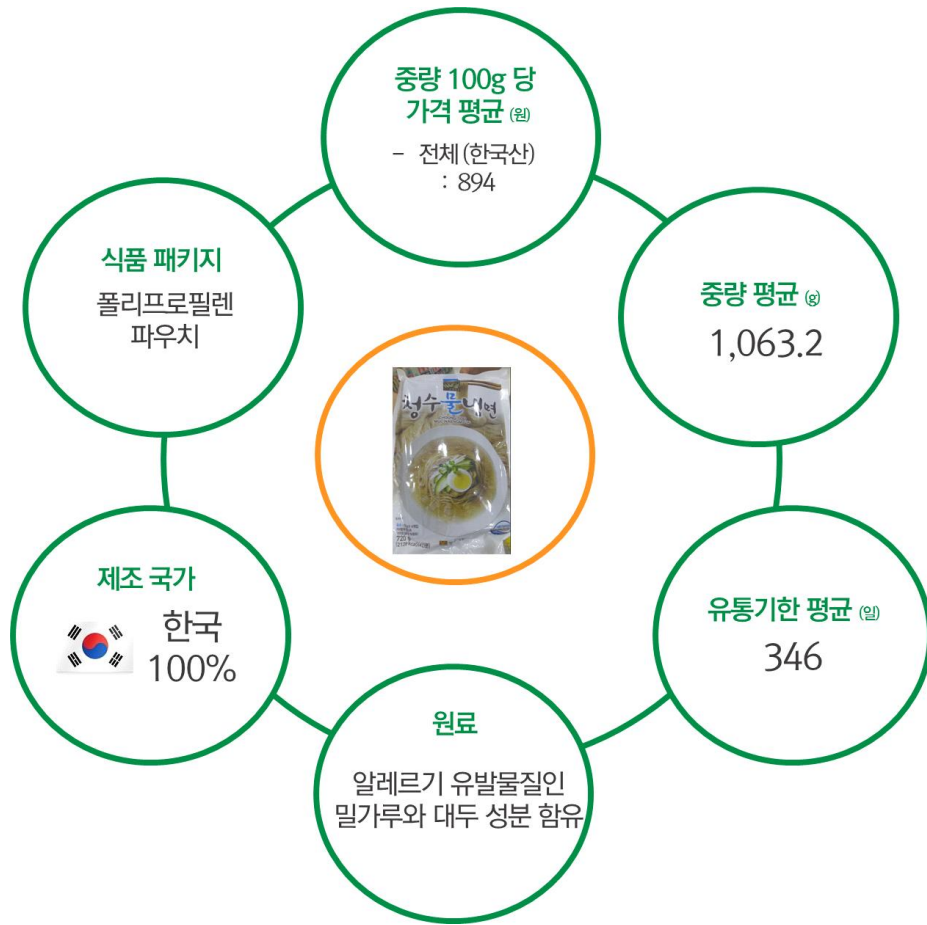 중량 100g 당
가격 평균 (원)
- 전체 (한국산)
: 894
식품 패키지
폴리프로필렌
파우치
중량 평균 (g)
1,063.2
청수물냉면
720g
제조 국가
한국
100%
유통기한 평균 (일)
346
원료
알레르기 유발물질인
밀가루와 대두 성분 함유